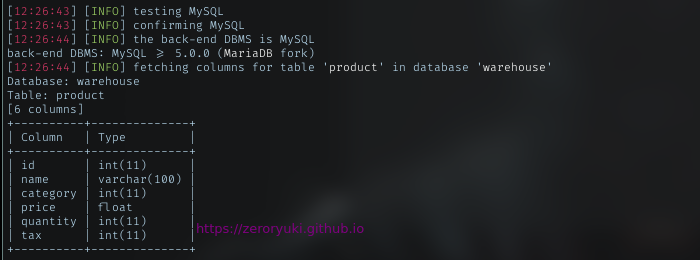 [12:26:43] [INFO] testing MySQL
[12:26:43] [INFO] confirming MySQL
[12:26:44] [INFO] the back-end DBMS is MySQL
back-end DBMS: MySQL ≥ 5.0.0 (MariaDB fork)
[12:26:44] [INFO] fetching columns for table 'product' in database 'warehouse'
Database: warehouse
Table: product
[6 columns]
+----------+--------------+
| Column   | Type         |
+----------+--------------+
| id       | int(11)      |
| name     | varchar(100) |
| category | int(11)      |
| price    | float        |
| quantity | int(11)      |
| tax      | int(11)      |
+----------+--------------+
https://zeroryuki.github.io